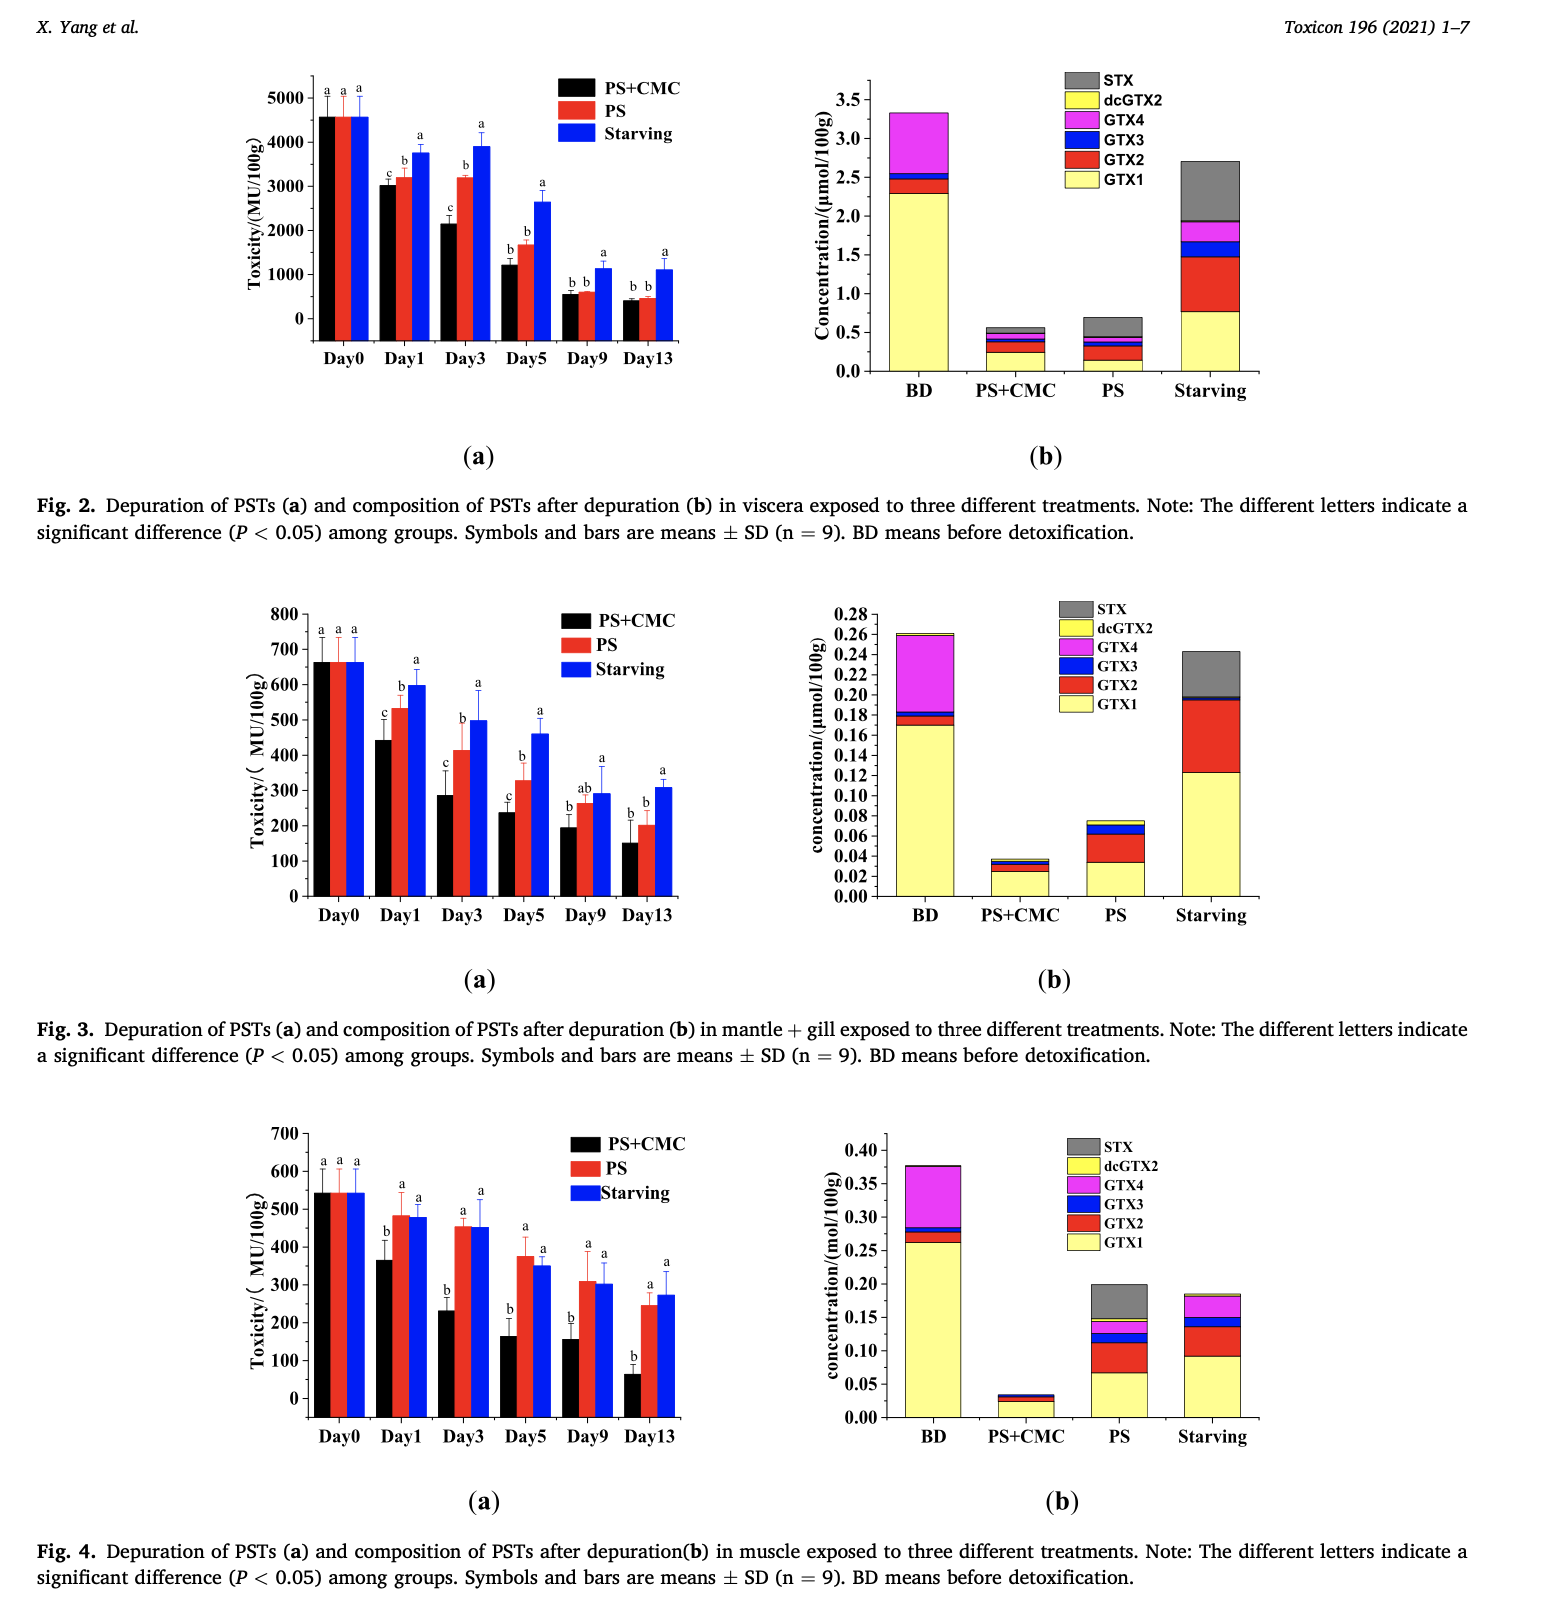 X. Yang et al.
Toxicon 196 (2021) 1–7
Toxicity/(MU/100g)
5000
4000
3000
2000
1000
0
a a a
c b a
c b a
b b a
b b a
b b a
PS+CMC
PS
Starving
Day0 Day1 Day3 Day5 Day9 Day13
(a)
Concentration/(μmol/100g)
3.5
3.0
2.5
2.0
1.5
1.0
0.5
0.0
STX
dcGTX2
GTX4
GTX3
GTX2
GTX1
BD PS+CMC PS Starving
(b)
Fig. 2. Depuration of PSTs (a) and composition of PSTs after depuration (b) in viscera exposed to three different treatments. Note: The different letters indicate a
significant difference (P < 0.05) among groups. Symbols and bars are means ± SD (n = 9). BD means before detoxification.
Toxicity/( MU/100g)
800
700
600
500
400
300
200
100
0
a a a
c b a
c b a
c b a
b ab a
b b a
PS+CMC
PS
Starving
Day0 Day1 Day3 Day5 Day9 Day13
(a)
concentration/(μmol/100g)
0.28
0.26
0.24
0.22
0.20
0.18
0.16
0.14
0.12
0.10
0.08
0.06
0.04
0.02
0.00
STX
dcGTX2
GTX4
GTX3
GTX2
GTX1
BD PS+CMC PS Starving
(b)
Fig. 3. Depuration of PSTs (a) and composition of PSTs after depuration (b) in mantle + gill exposed to three different treatments. Note: The different letters indicate
a significant difference (P < 0.05) among groups. Symbols and bars are means ± SD (n = 9). BD means before detoxification.
Toxicity/( MU/100g)
700
600
500
400
300
200
100
0
a a a
b a a
b a a
b a a
b a a
b a a
PS+CMC
PS
Starving
Day0 Day1 Day3 Day5 Day9 Day13
(a)
concentration/(mol/100g)
0.40
0.35
0.30
0.25
0.20
0.15
0.10
0.05
0.00
STX
dcGTX2
GTX4
GTX3
GTX2
GTX1
BD PS+CMC PS Starving
(b)
Fig. 4. Depuration of PSTs (a) and composition of PSTs after depuration(b) in muscle exposed to three different treatments. Note: The different letters indicate a
significant difference (P < 0.05) among groups. Symbols and bars are means ± SD (n = 9). BD means before detoxification.